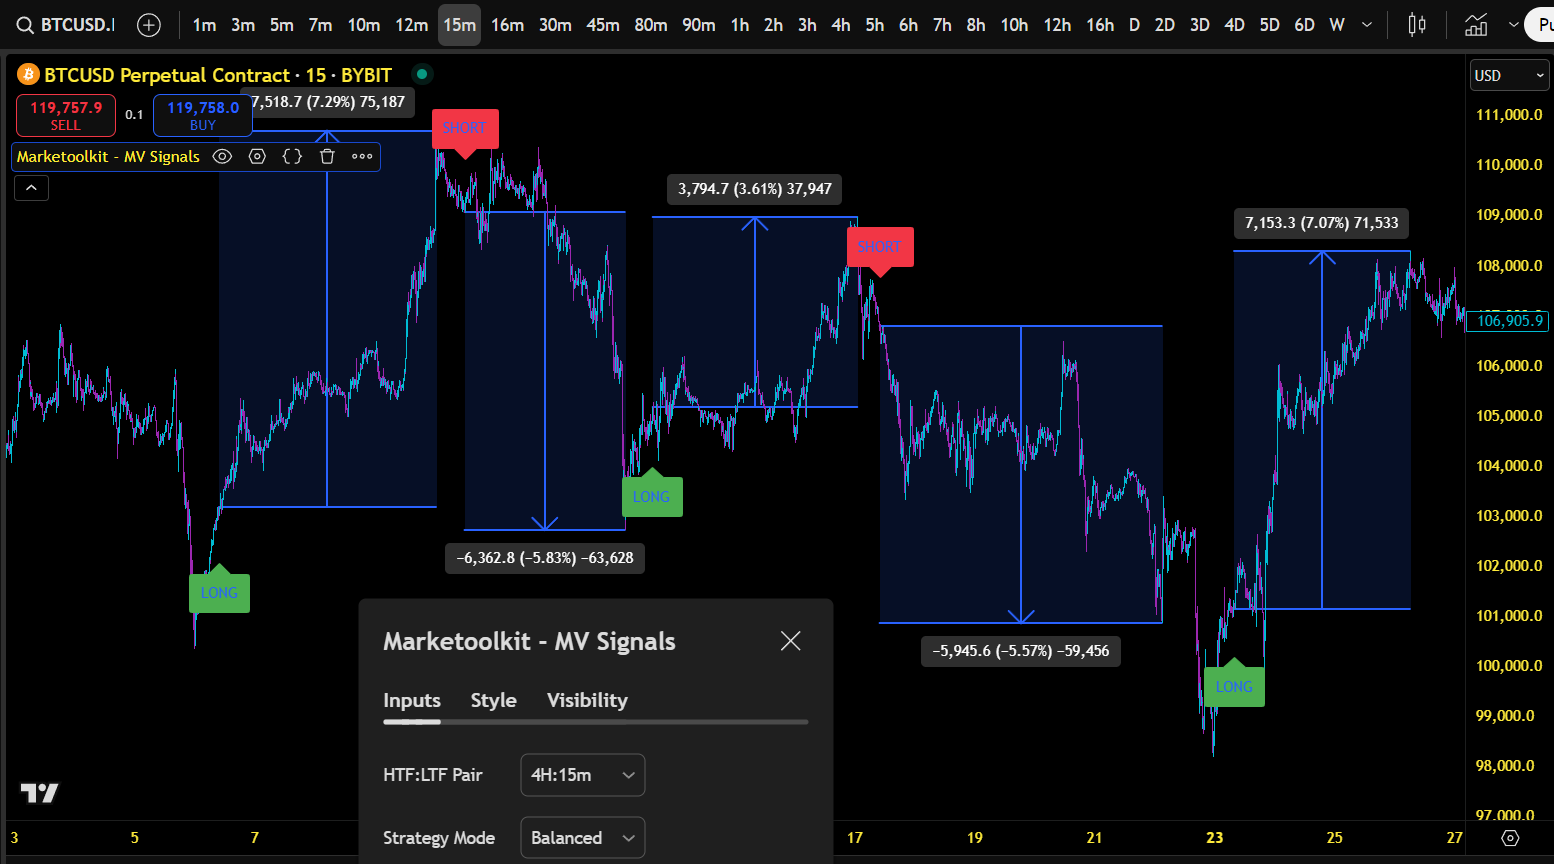 BTCUSD.I 1m 3m 5m 7m 10m 12m 15m 16m 30m 45m 80m 90m 1h 2h 3h 4h 5h 6h 7h 8h 10h 12h 16h D 2D 3D 4D 5D 6D W
BTCUSD Perpetual Contract · 15 · BYBIT
USD
119,757.9
SELL
0.1
119,758.0
BUY
7,518.7 (7.29%) 75,187
Marketoolkit - MV Signals
SHORT
3,794.7 (3.61%) 37,947
SHORT
7,153.3 (7.07%) 71,533
LONG
−6,362.8 (−5.83%) −63,628
LONG
−5,945.6 (−5.57%) −59,456
LONG
111,000.0
110,000.0
109,000.0
108,000.0
106,905.9
106,000.0
105,000.0
104,000.0
103,000.0
102,000.0
101,000.0
100,000.0
99,000.0
98,000.0
97,000.0
Marketoolkit - MV Signals
Inputs Style Visibility
HTF:LTF Pair 4H:15m
Strategy Mode Balanced
3 5 7 17 19 21 23 25 27